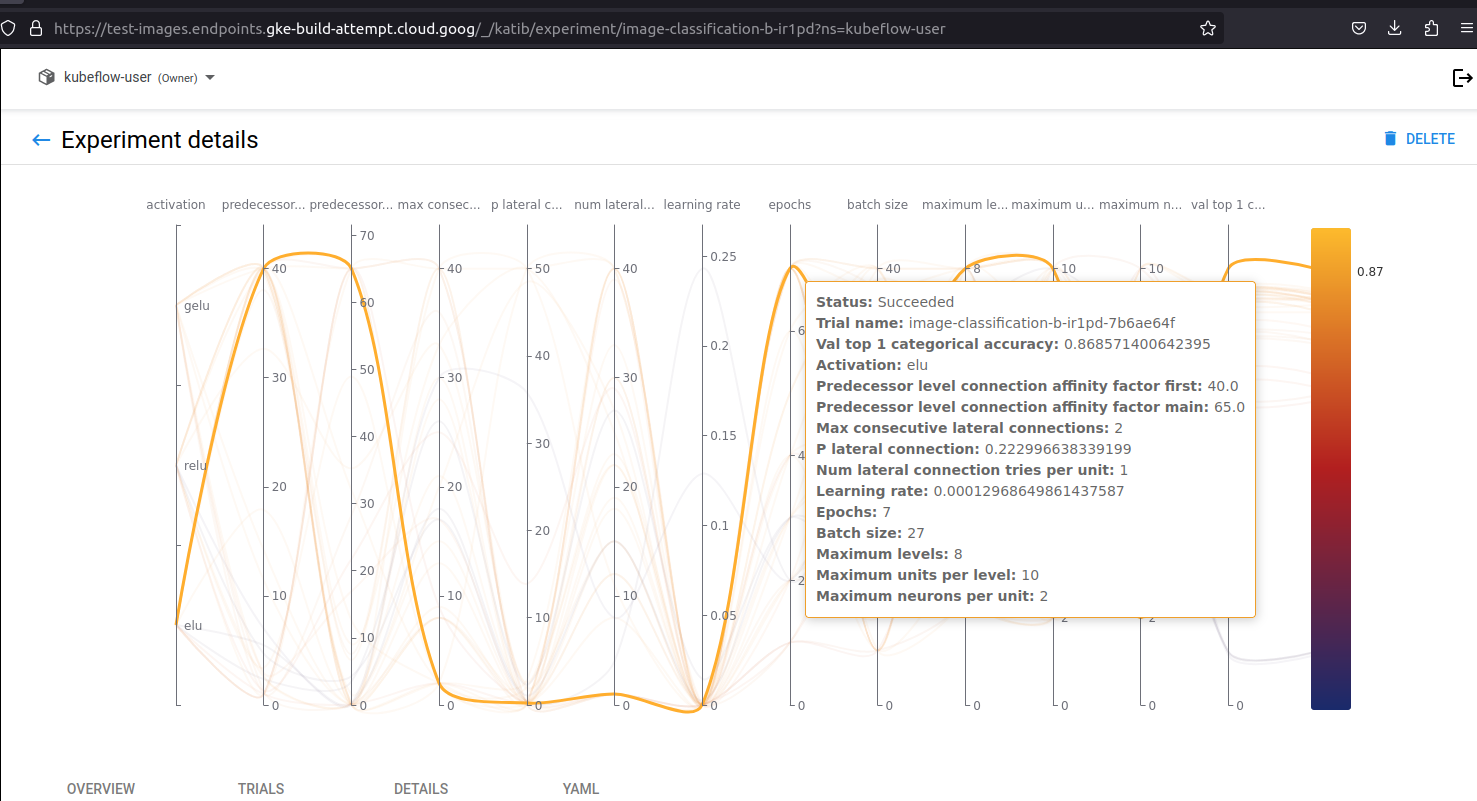 https://test-images.endpoints.gke-build-attempt.cloud.goog/_/katib/experiment/image-classification-b-ir1pd?ns=kubeflow-user
kubeflow-user (Owner)
Experiment details
DELETE
activation predecessor... predecessor... max consec... p lateral c... num lateral... learning rate epochs batch size maximum le... maximum u... maximum n... val top 1 c...
gelu
relu
elu
40
30
20
10
0
70
60
50
40
30
20
10
0
40
30
20
10
0
50
40
30
20
10
0
40
30
20
10
0
0.25
0.2
0.15
0.1
0.05
0
6
4
2
0
40
0
8
0
10
2
0
10
2
0
0
0.87
Status: Succeeded
Trial name: image-classification-b-ir1pd-7b6ae64f
Val top 1 categorical accuracy: 0.868571400642395
Activation: elu
Predecessor level connection affinity factor first: 40.0
Predecessor level connection affinity factor main: 65.0
Max consecutive lateral connections: 2
P lateral connection: 0.222996638339199
Num lateral connection tries per unit: 1
Learning rate: 0.00012968649861437587
Epochs: 7
Batch size: 27
Maximum levels: 8
Maximum units per level: 10
Maximum neurons per unit: 2
OVERVIEW TRIALS DETAILS YAML